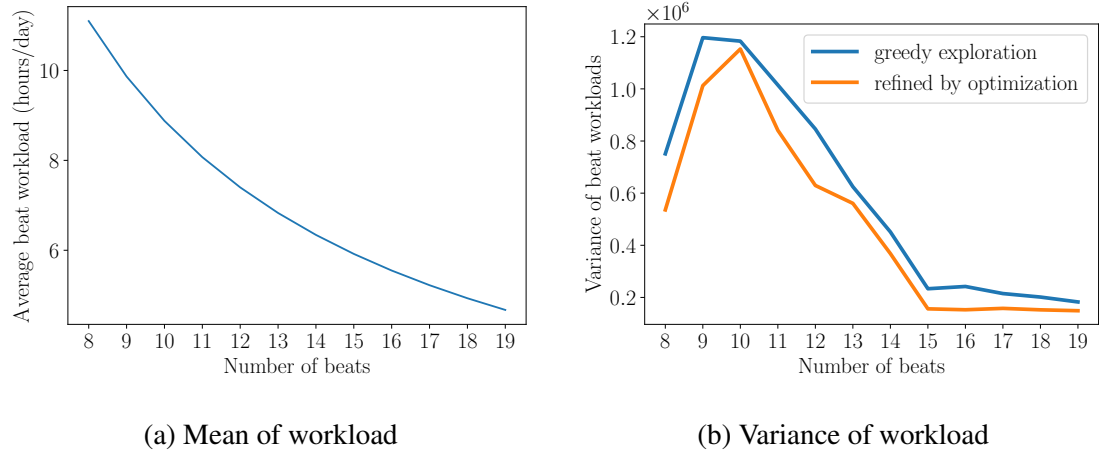 Average beat workload (hours/day)
10
8
6
8 9 10 11 12 13 14 15 16 17 18 19
Number of beats
(a) Mean of workload
×10⁶
Variance of beat workloads
1.2
1.0
0.8
0.6
0.4
0.2
greedy exploration
refined by optimization
8 9 10 11 12 13 14 15 16 17 18 19
Number of beats
(b) Variance of workload